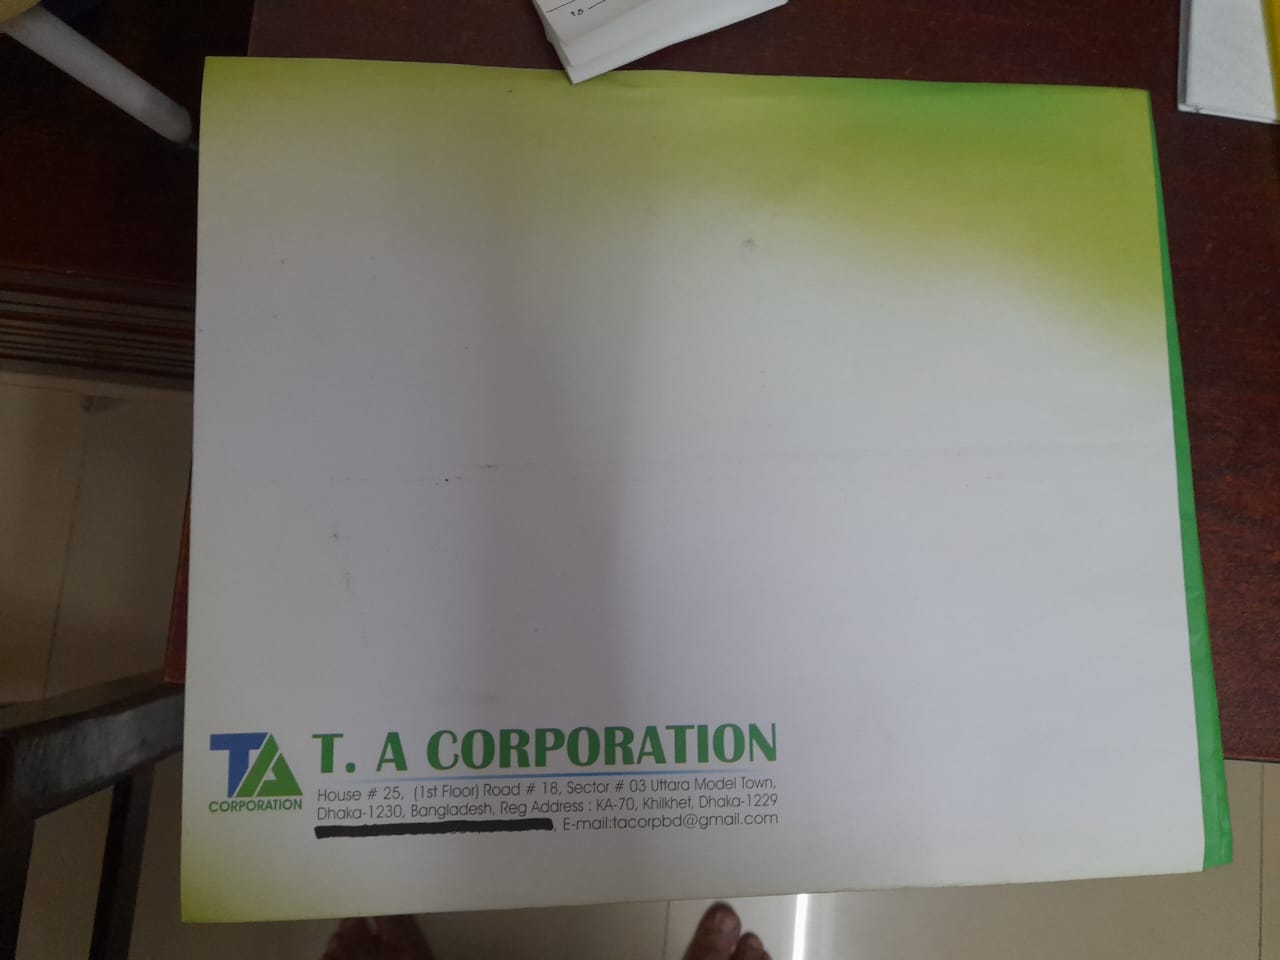 TA
CORPORATION
T. A CORPORATION
House # 25, (1st Floor) Road # 18, Sector # 03 Uttara Model Town,
Dhaka-1230, Bangladesh, Reg Address : KA-70, Khilkhet, Dhaka-1229
, E-mail:tacorpbd@gmail.com